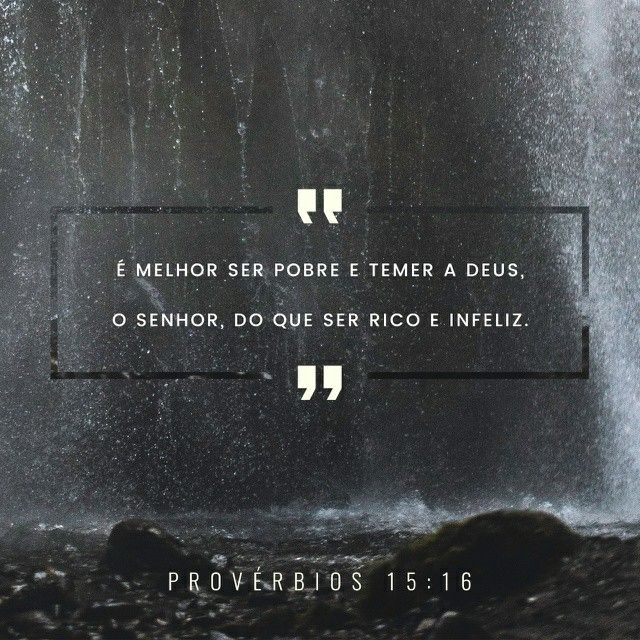 É MELHOR SER POBRE E TEMER A DEUS,
O SENHOR, DO QUE SER RICO E INFELIZ.
PROVÉRBIOS 15:16